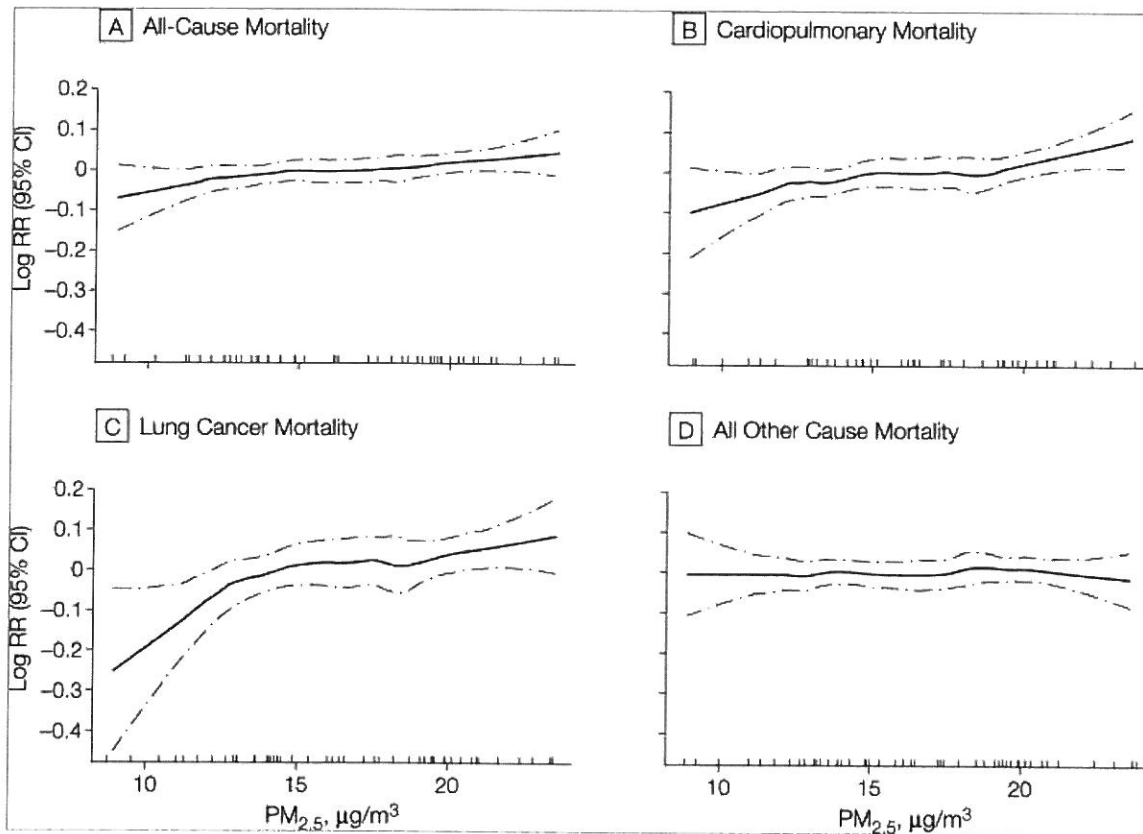 A All-Cause Mortality
B Cardiopulmonary Mortality
Log RR (95% CI)
0.2
0.1
0
−0.1
−0.2
−0.3
−0.4
C Lung Cancer Mortality
D All Other Cause Mortality
Log RR (95% CI)
0.2
0.1
0
−0.1
−0.2
−0.3
−0.4
10 15 20
10 15 20
PM2.5, μg/m3
PM2.5, μg/m3